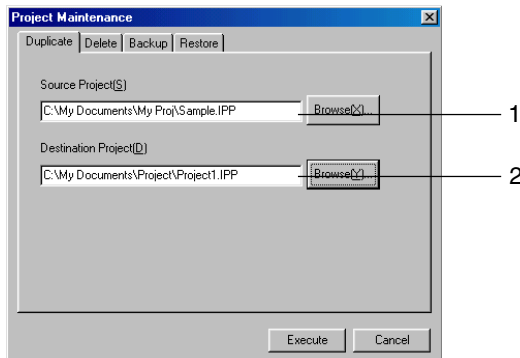 Project Maintenance
Duplicate Delete Backup Restore
Source Project(S)
C:\My Documents\My Proj\Sample.IPP Browse(X)... 1
Destination Project(D)
C:\My Documents\Project\Project1.IPP Browse(Y)... 2
Execute Cancel